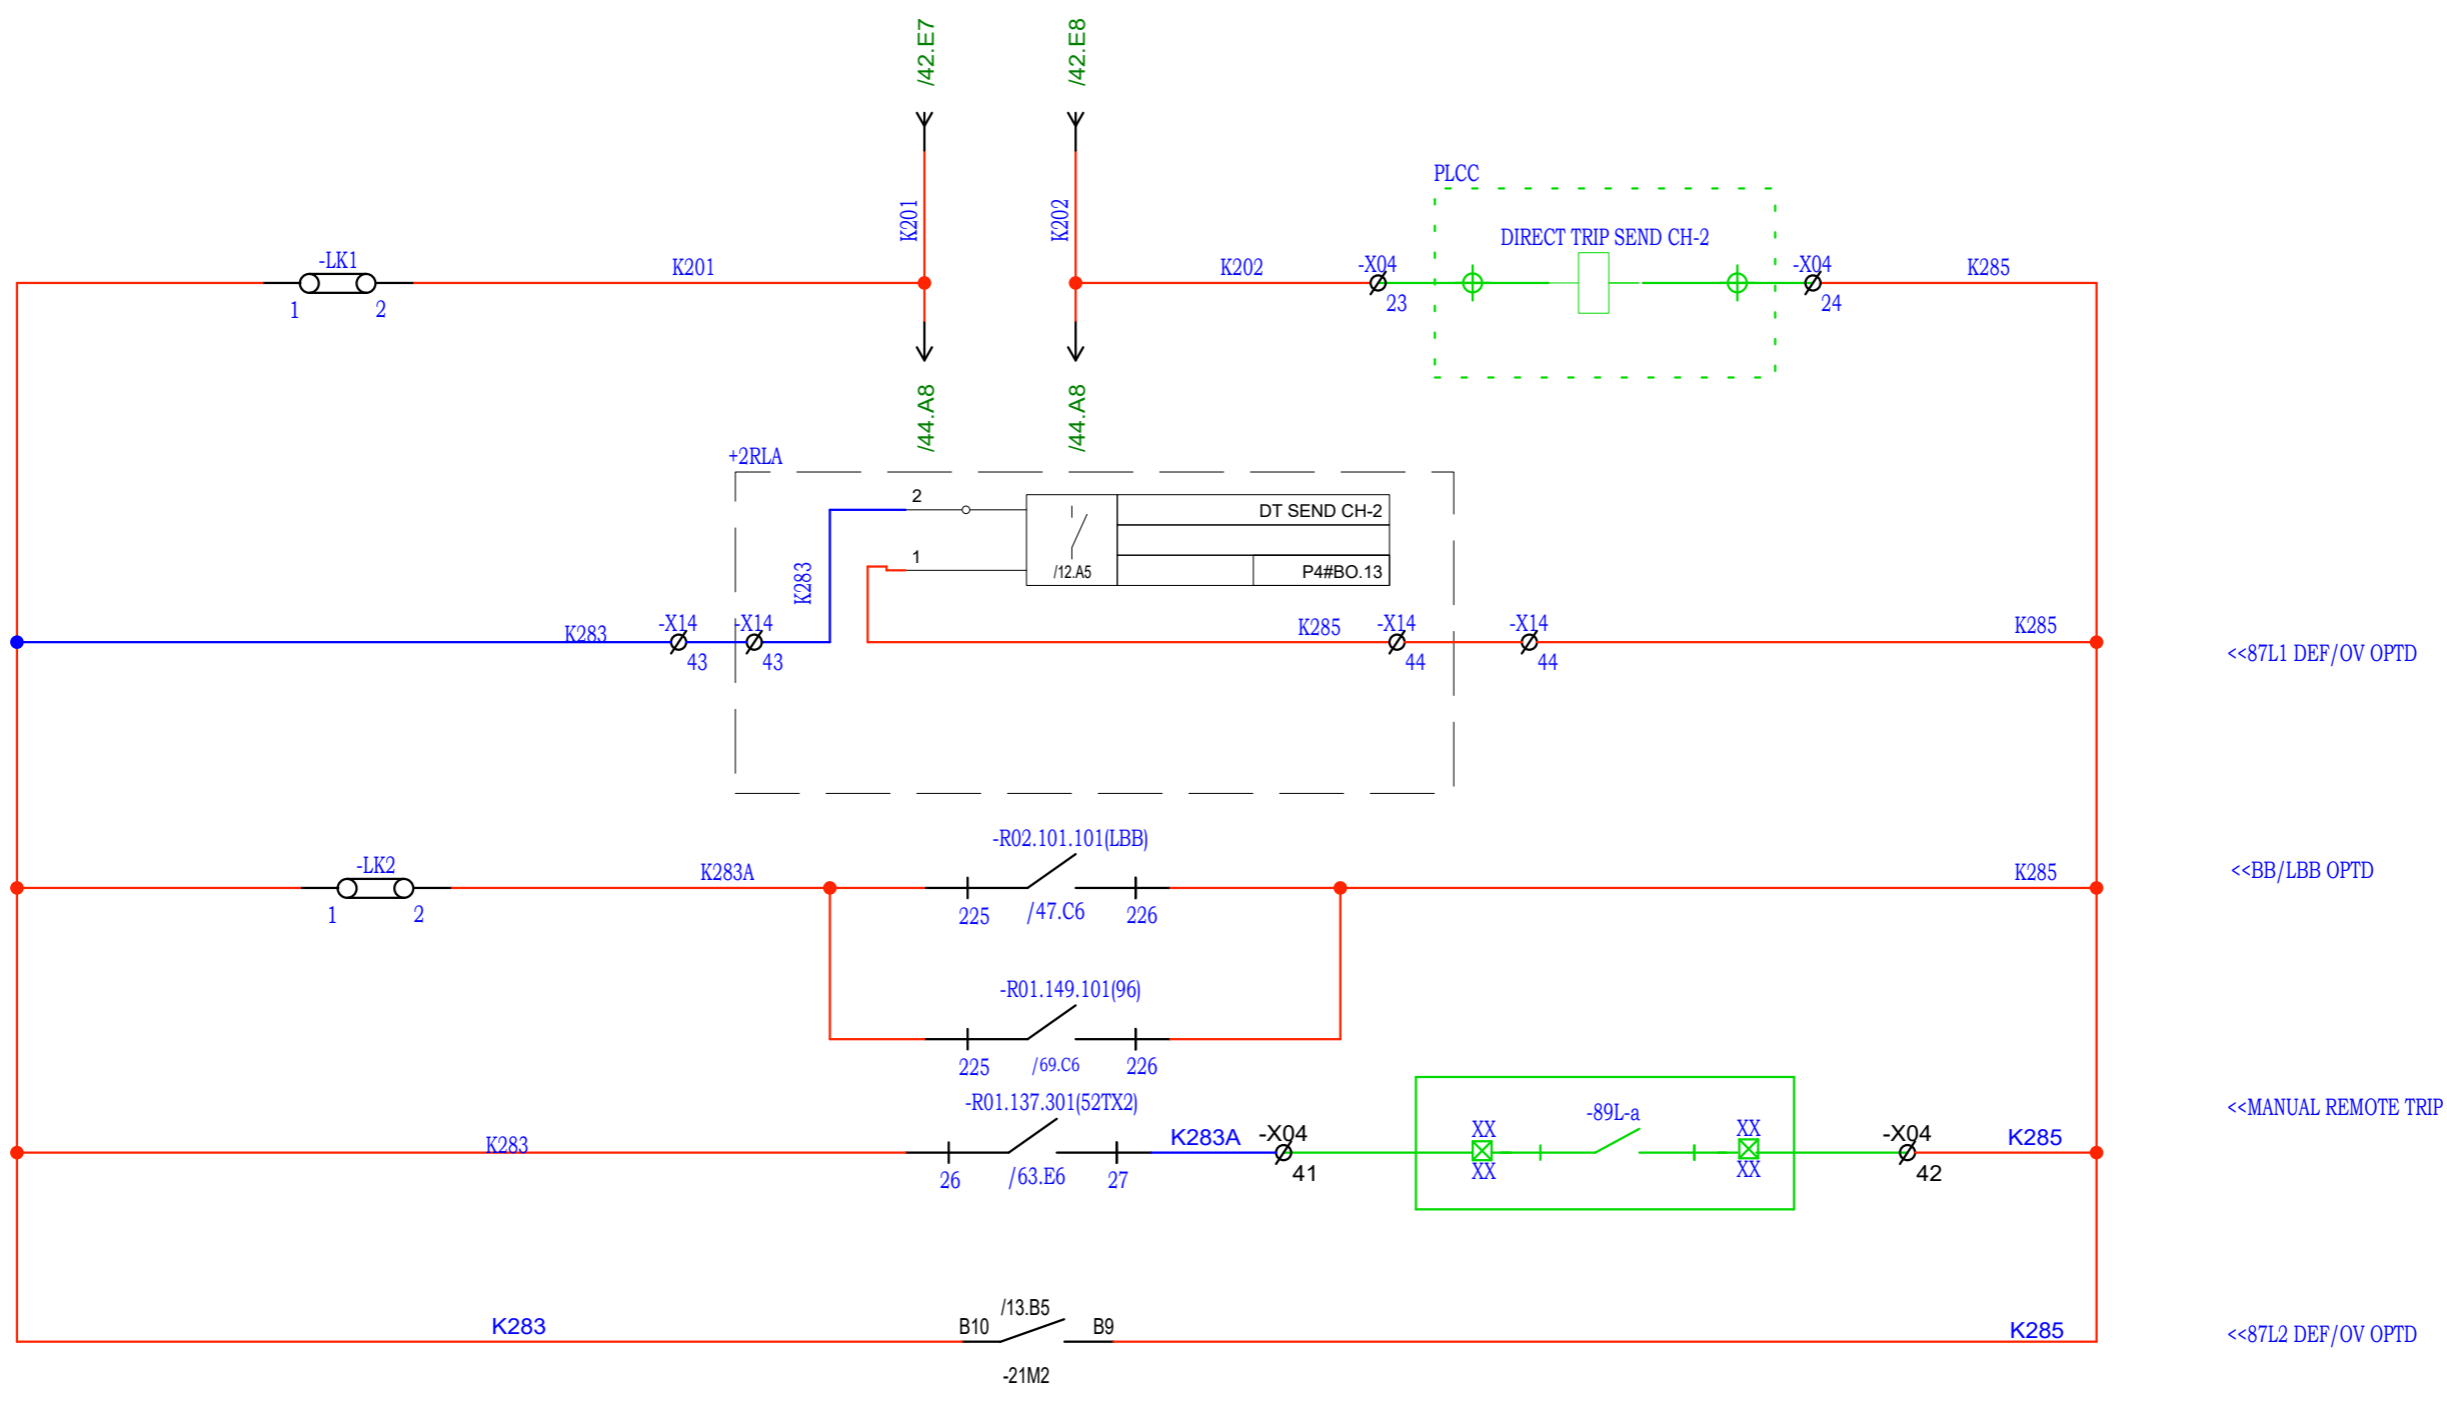 /42.E7
/42.E8
K201
K202
PLCC
DIRECT TRIP SEND CH-2
-LK1
1
2
K201
K202
-X04
23
-X04
24
K285
/44.A8
/44.A8
+2RLA
2
DT SEND CH-2
1
/12.A5
P4#BO.13
K283
K283
-X14
43
-X14
43
K285
-X14
44
-X14
44
K285
<<87L1 DEF/OV OPTD
-R02.101.101(LBB)
-LK2
1
2
K283A
225
/47.C6
226
K285
<<BB/LBB OPTD
-R01.149.101(96)
225
/69.C6
226
-R01.137.301(52TX2)
K283
26
/63.E6
27
K283A
-X04
41
XX
XX
-89L-a
XX
XX
-X04
42
K285
<<MANUAL REMOTE TRIP
K283
/13.B5
B10
B9
-21M2
K285
<<87L2 DEF/OV OPTD